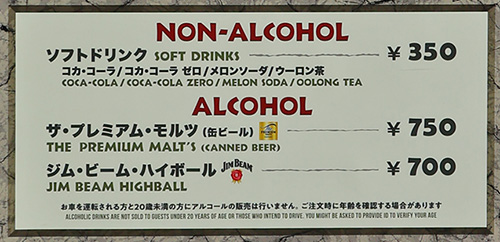 NON-ALCOHOL
ソフトドリンク SOFT DRINKS ¥ 350
コカ・コーラ/コカ・コーラ ゼロ/メロンソーダ/ウーロン茶
COCA-COLA / COCA-COLA ZERO / MELON SODA / OOLONG TEA
ALCOHOL
ザ・プレミアム・モルツ (缶ビール) ¥ 750
THE PREMIUM MALT'S (CANNED BEER)
ジム・ビーム・ハイボール JIM BEAM ¥ 700
JIM BEAM HIGHBALL
お車を運転される方と20歳未満の方にアルコールの販売は行いません。ご注文時に年齢を確認する場合があります
ALCOHOLIC DRINKS ARE NOT SOLD TO GUESTS UNDER 20 YEARS OF AGE OR THOSE WHO INTEND TO DRIVE. YOU MIGHT BE ASKED TO PROVIDE ID TO VERIFY YOUR AGE